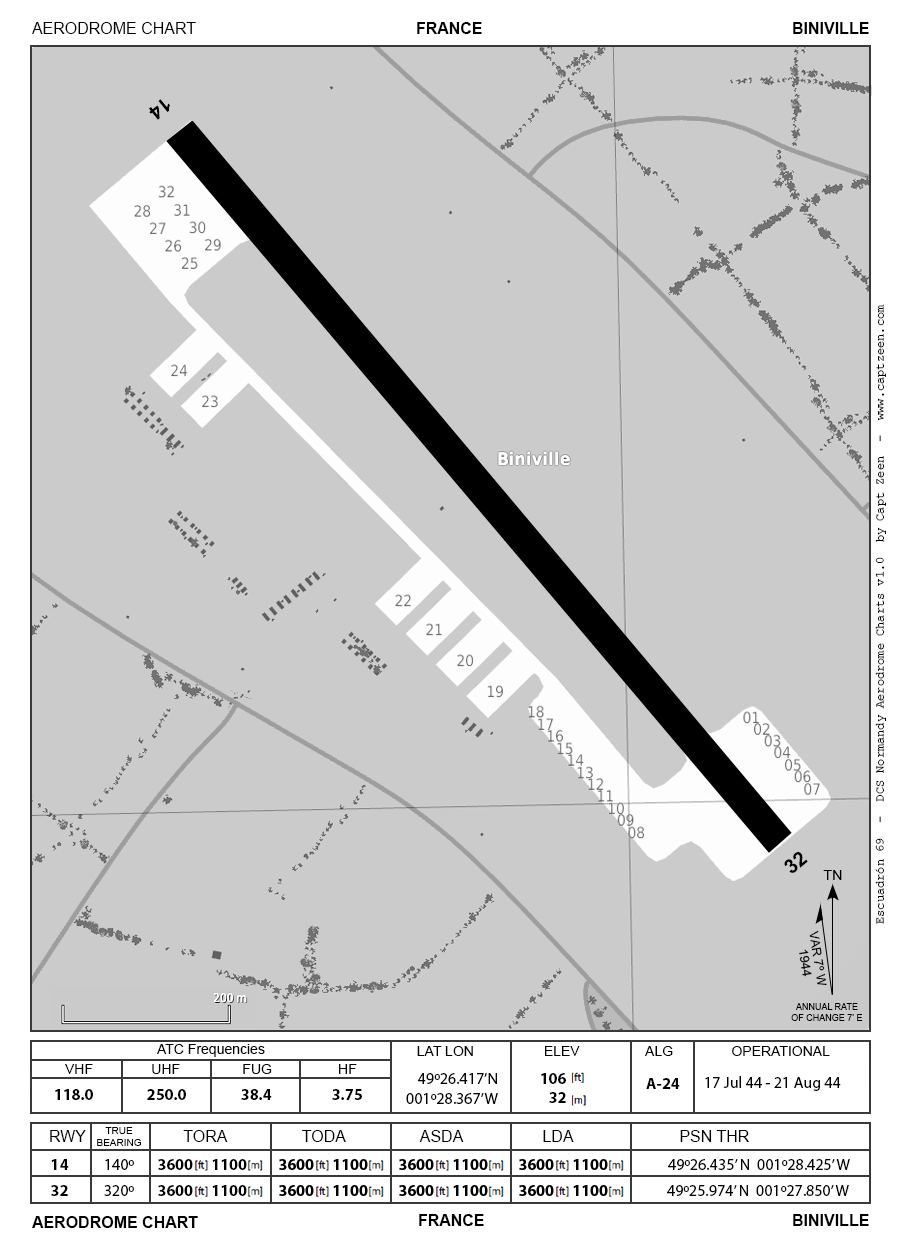 AERODROME CHART FRANCE BINIVILLE
14
32
28 31
27 30
26 29
25
24
23
Biniville
22
21
20
19
18
17
16
15
14
13
12
11
10
09
08
01
02
03
04
05
06
07
32
TN
VAR 7º W
1944
ANNUAL RATE
OF CHANGE 7' E
200 m
Escuadrón 69 – DCS Normandy Aerodrome Charts v1.0 by Capt Zeen – www.captzeen.com
ATC Frequencies LAT LON ELEV ALG OPERATIONAL
VHF UHF FUG HF
118.0 250.0 38.4 3.75
49º26.417'N 106 [ft] A-24 17 Jul 44 - 21 Aug 44
001º28.367'W 32 [m]
RWY TRUE BEARING TORA TODA ASDA LDA PSN THR
14 140º 3600 [ft] 1100 [m] 3600 [ft] 1100 [m] 3600 [ft] 1100 [m] 3600 [ft] 1100 [m] 49º26.435'N 001º28.425'W
32 320º 3600 [ft] 1100 [m] 3600 [ft] 1100 [m] 3600 [ft] 1100 [m] 3600 [ft] 1100 [m] 49º25.974'N 001º27.850'W
AERODROME CHART FRANCE BINIVILLE